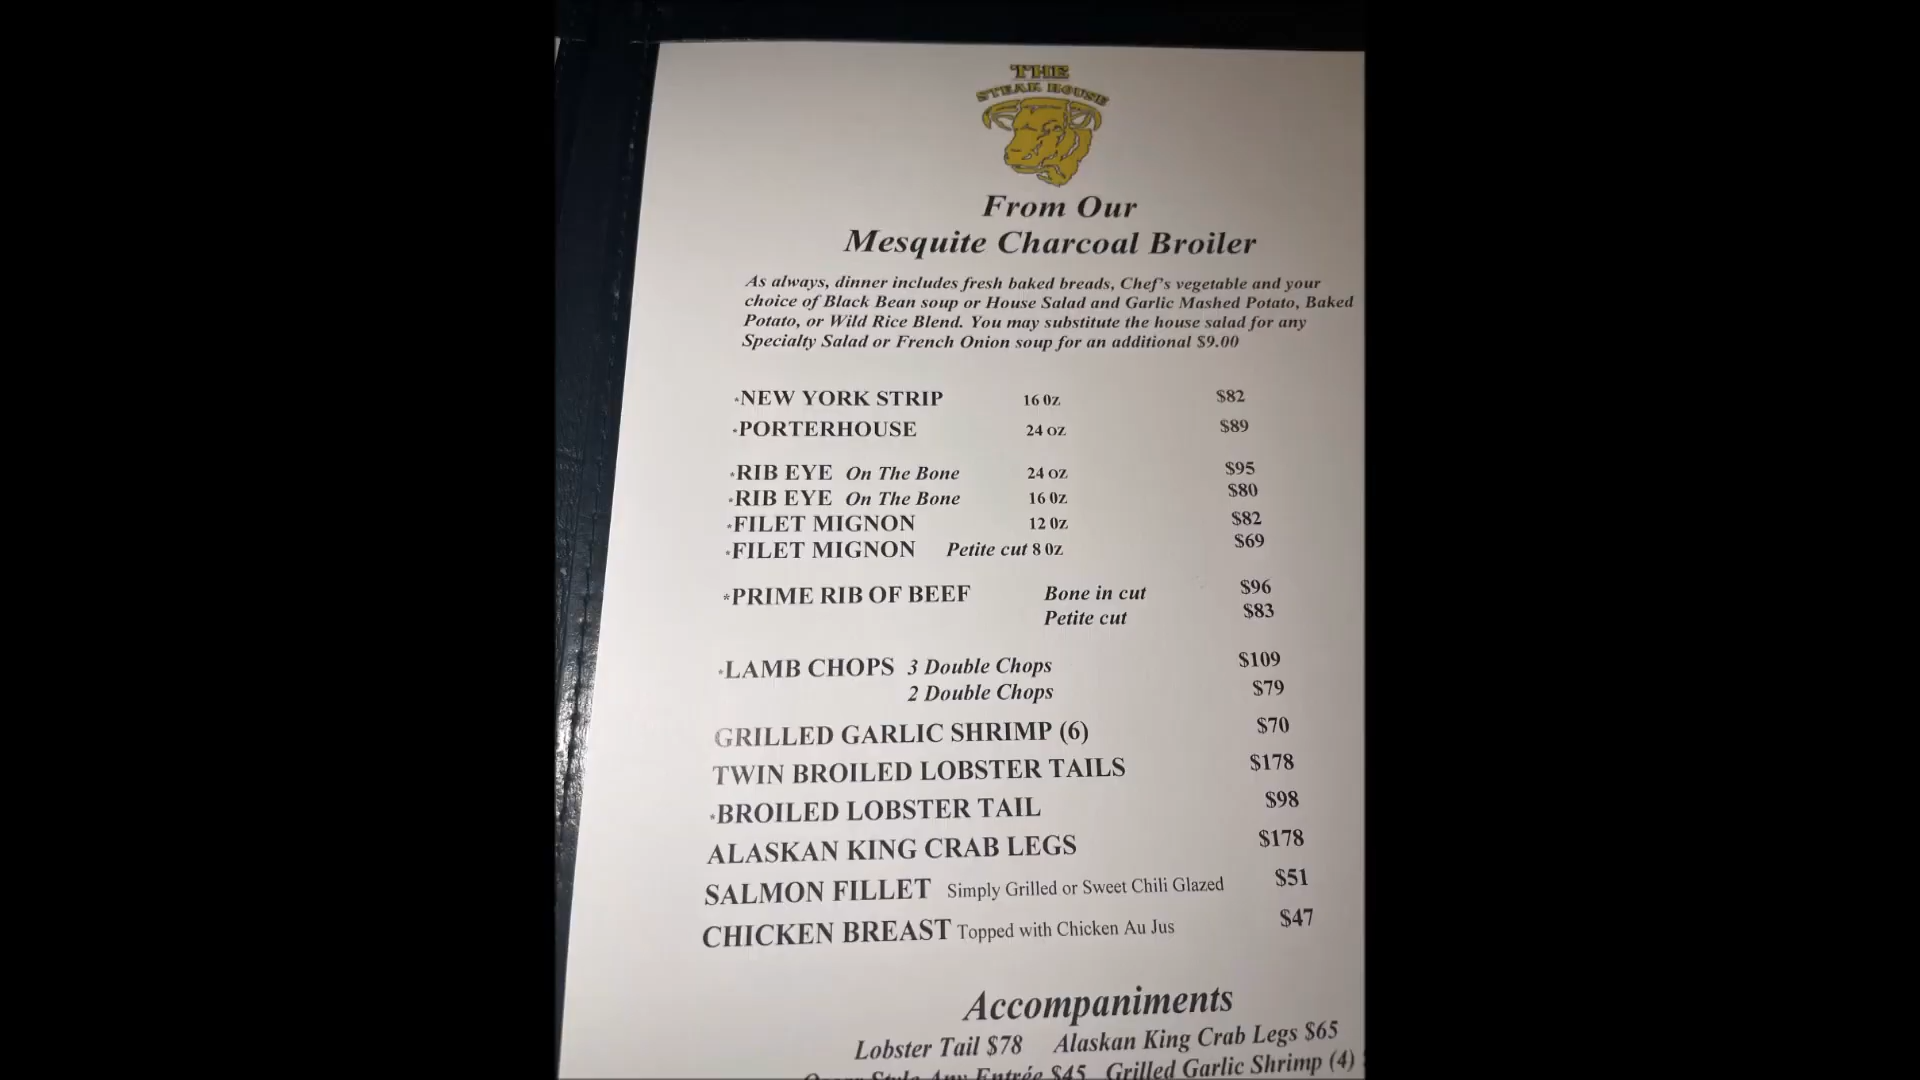 THE
STEAK HOUSE
From Our
Mesquite Charcoal Broiler
As always, dinner includes fresh baked breads, Chef's vegetable and your
choice of Black Bean soup or House Salad and Garlic Mashed Potato, Baked
Potato, or Wild Rice Blend. You may substitute the house salad for any
Specialty Salad or French Onion soup for an additional $9.00
*NEW YORK STRIP 16 0Z $82
*PORTERHOUSE 24 OZ $89
*RIB EYE On The Bone 24 OZ $95
*RIB EYE On The Bone 16 0Z $80
*FILET MIGNON 12 0Z $82
*FILET MIGNON Petite cut 8 0Z $69
*PRIME RIB OF BEEF Bone in cut $96
Petite cut $83
*LAMB CHOPS 3 Double Chops $109
2 Double Chops $79
GRILLED GARLIC SHRIMP (6) $70
TWIN BROILED LOBSTER TAILS $178
*BROILED LOBSTER TAIL $98
ALASKAN KING CRAB LEGS $178
SALMON FILLET Simply Grilled or Sweet Chili Glazed $51
CHICKEN BREAST Topped with Chicken Au Jus $47
Accompaniments
Lobster Tail $78 Alaskan King Crab Legs $65
Style Any Entrée $45 Grilled Garlic Shrimp (4)